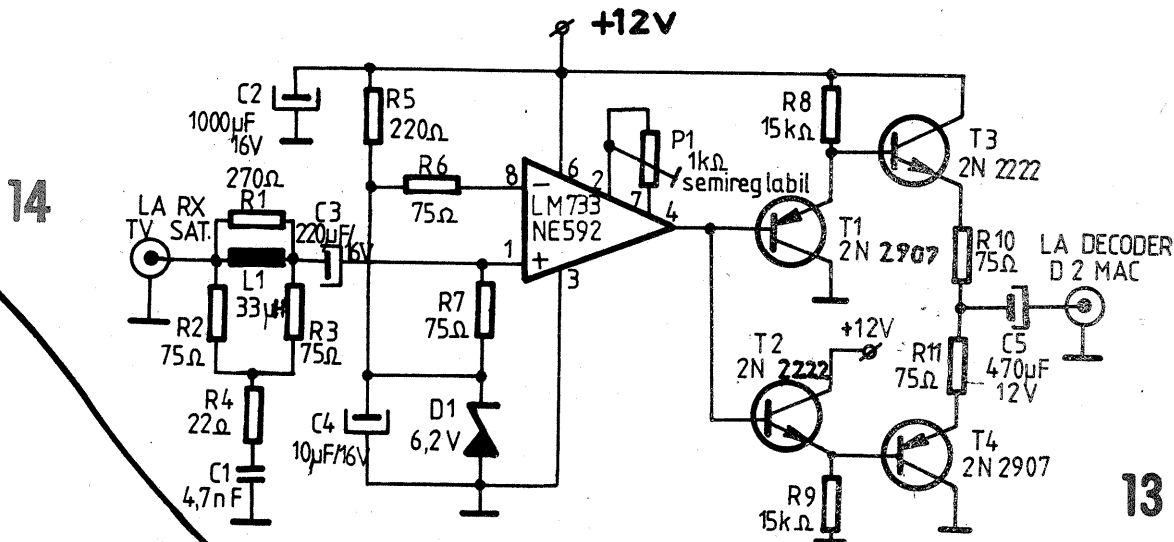 +12V
C2
1000µF
16V
R5
220Ω
R8
15kΩ
T3
2N 2222
P1
1kΩ
semireglabil
R6
75Ω
8
6
2
7
4
LM733
NE592
1
3
14
270Ω
R1
LA RX
TV SAT.
C3
220µF/
16V
L1
33µH
R2
75Ω
R3
75Ω
R4
22Ω
C1
4,7nF
R7
75Ω
C4
10µF/16V
D1
6,2V
T1
2N 2907
R10
75Ω
LA DECODER
D 2 MAC
+12V
T2
2N 2222
R11
75Ω
C5
470µF
12V
R9
15kΩ
T4
2N 2907
13